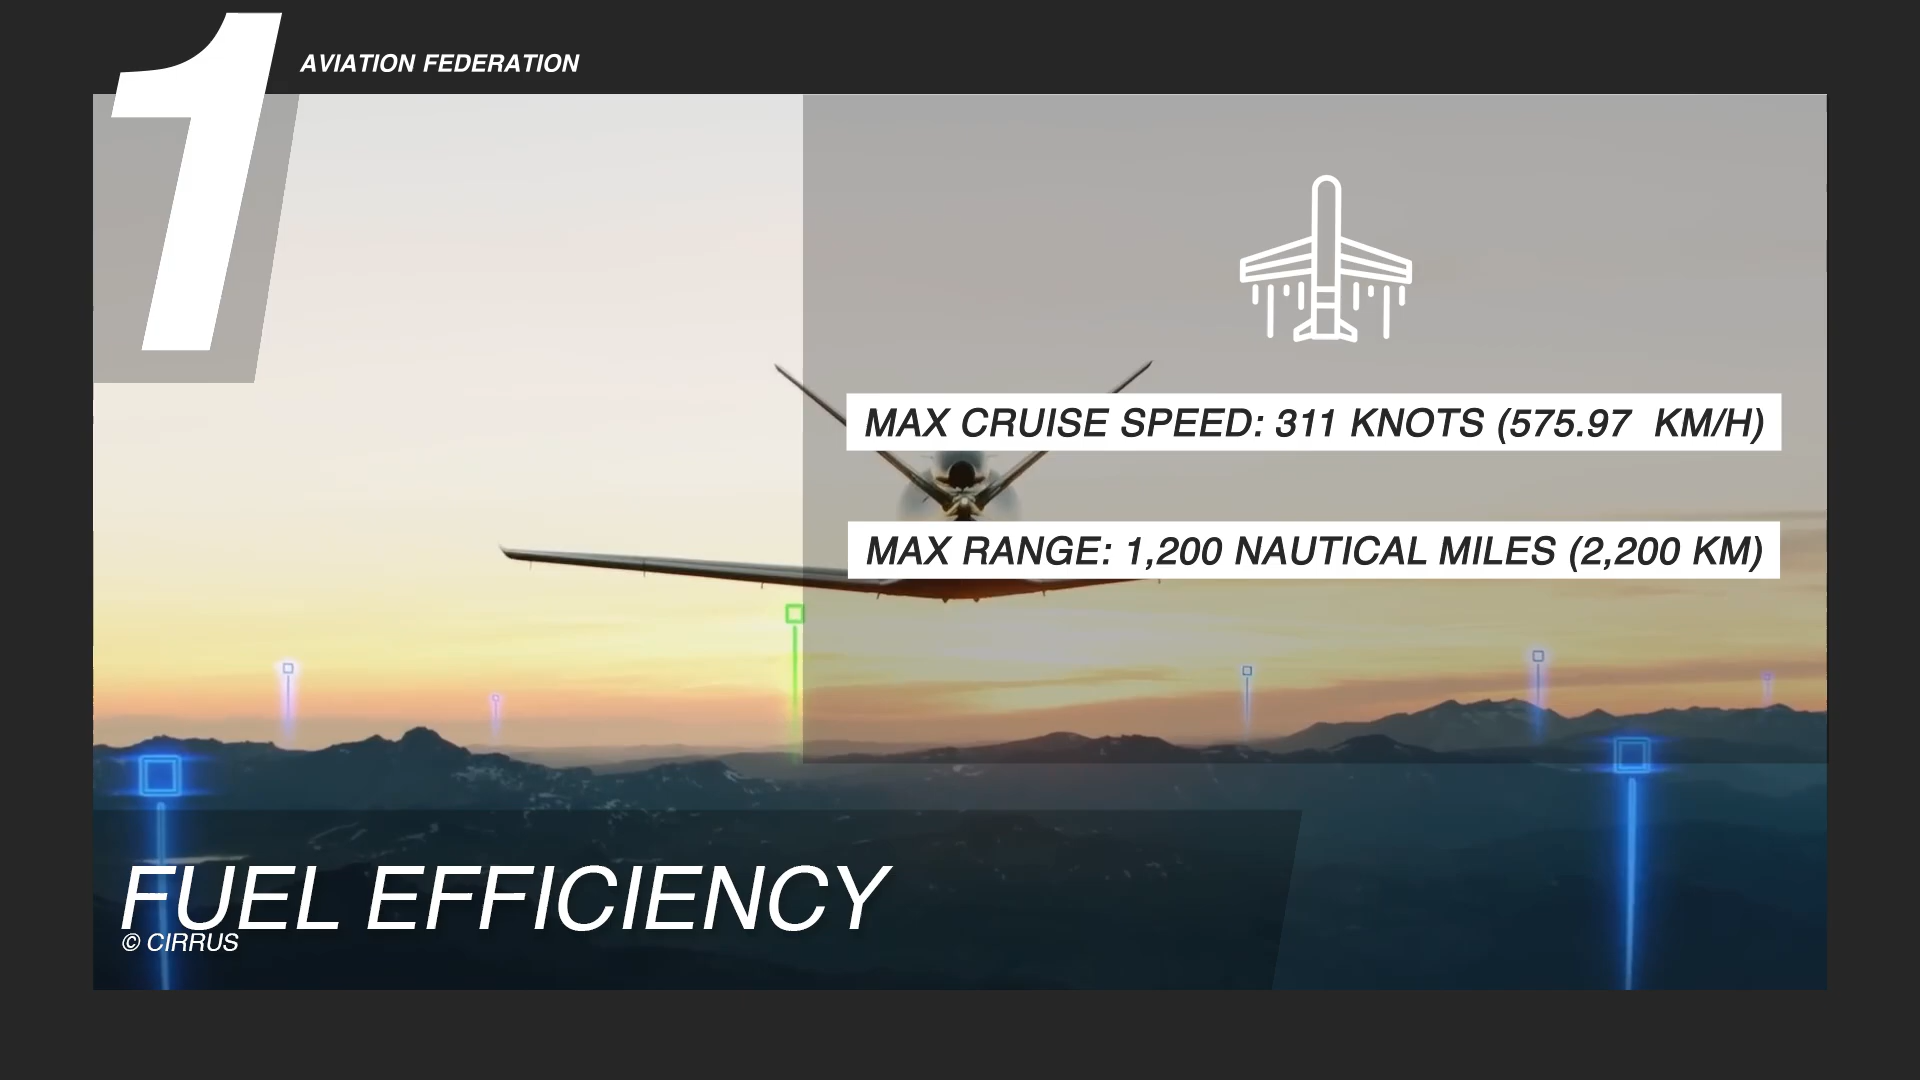 1
AVIATION FEDERATION
MAX CRUISE SPEED: 311 KNOTS (575.97 KM/H)
MAX RANGE: 1,200 NAUTICAL MILES (2,200 KM)
FUEL EFFICIENCY
© CIRRUS